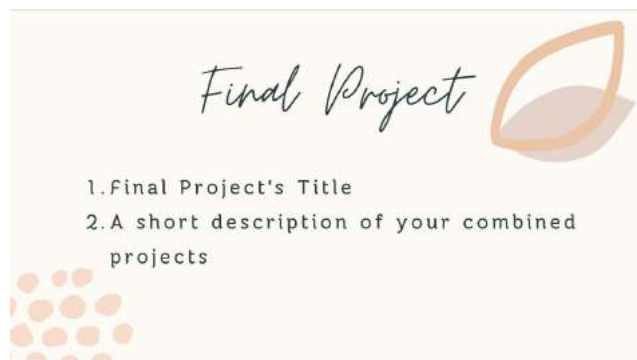 Final Project
1. Final Project's Title
2. A short description of your combined
projects